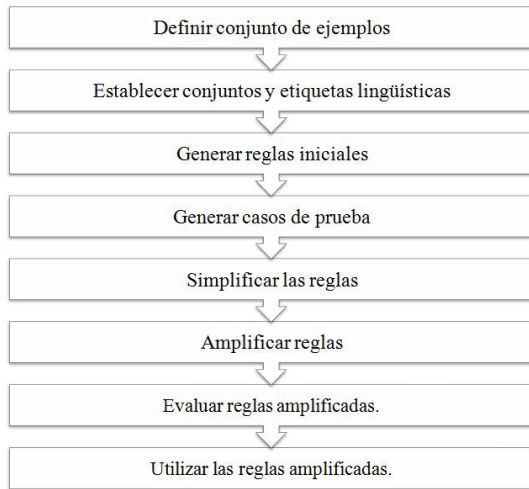 Definir conjunto de ejemplos
Establecer conjuntos y etiquetas lingüísticas
Generar reglas iniciales
Generar casos de prueba
Simplificar las reglas
Amplificar reglas
Evaluar reglas amplificadas.
Utilizar las reglas amplificadas.